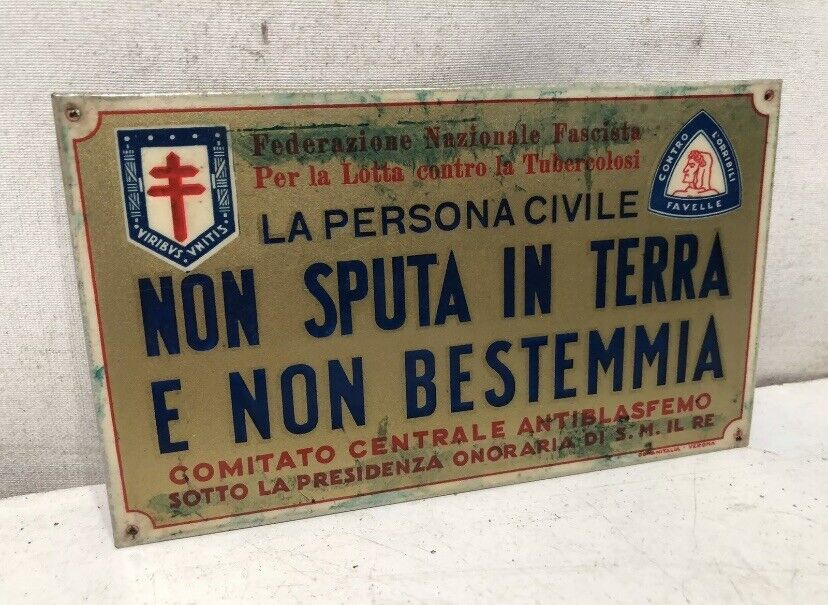 Federazione Nazionale Fascista
Per la Lotta contro la Tubercolosi
VIRIBVS VNITIS
CONTRO L'ORRIBILI FAVELLE
LA PERSONA CIVILE
NON SPUTA IN TERRA
E NON BESTEMMIA
COMITATO CENTRALE ANTIBLASFEMO
SOTTO LA PRESIDENZA ONORARIA DI S. M. IL RE
VERONA